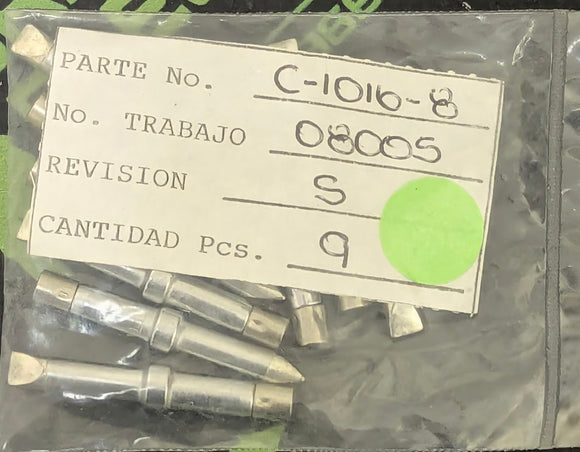 PARTE No. C-1016-8
No. TRABAJO 08005
REVISION S
CANTIDAD Pcs. 9